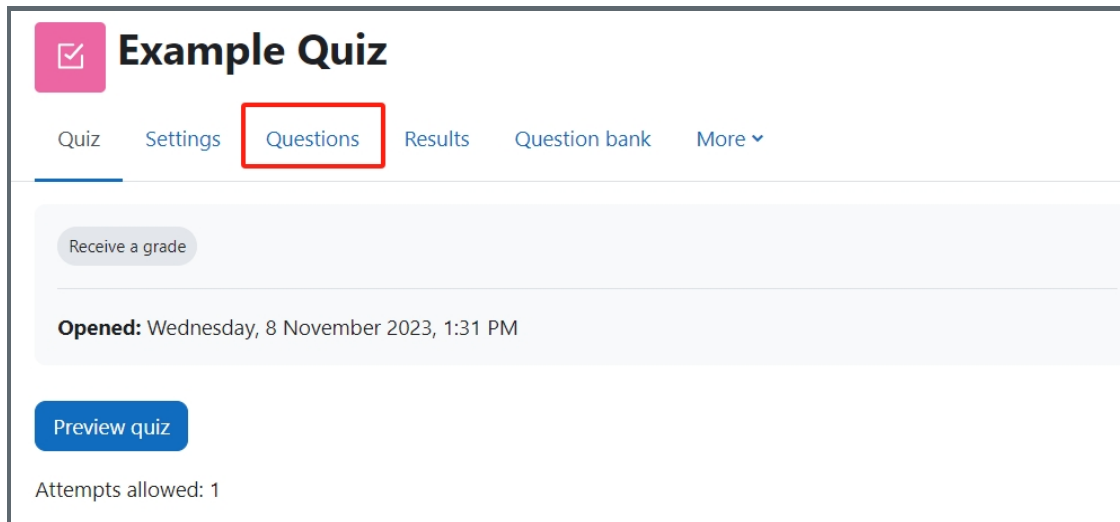 Example Quiz
Quiz Settings Questions Results Question bank More
Receive a grade
Opened: Wednesday, 8 November 2023, 1:31 PM
Preview quiz
Attempts allowed: 1